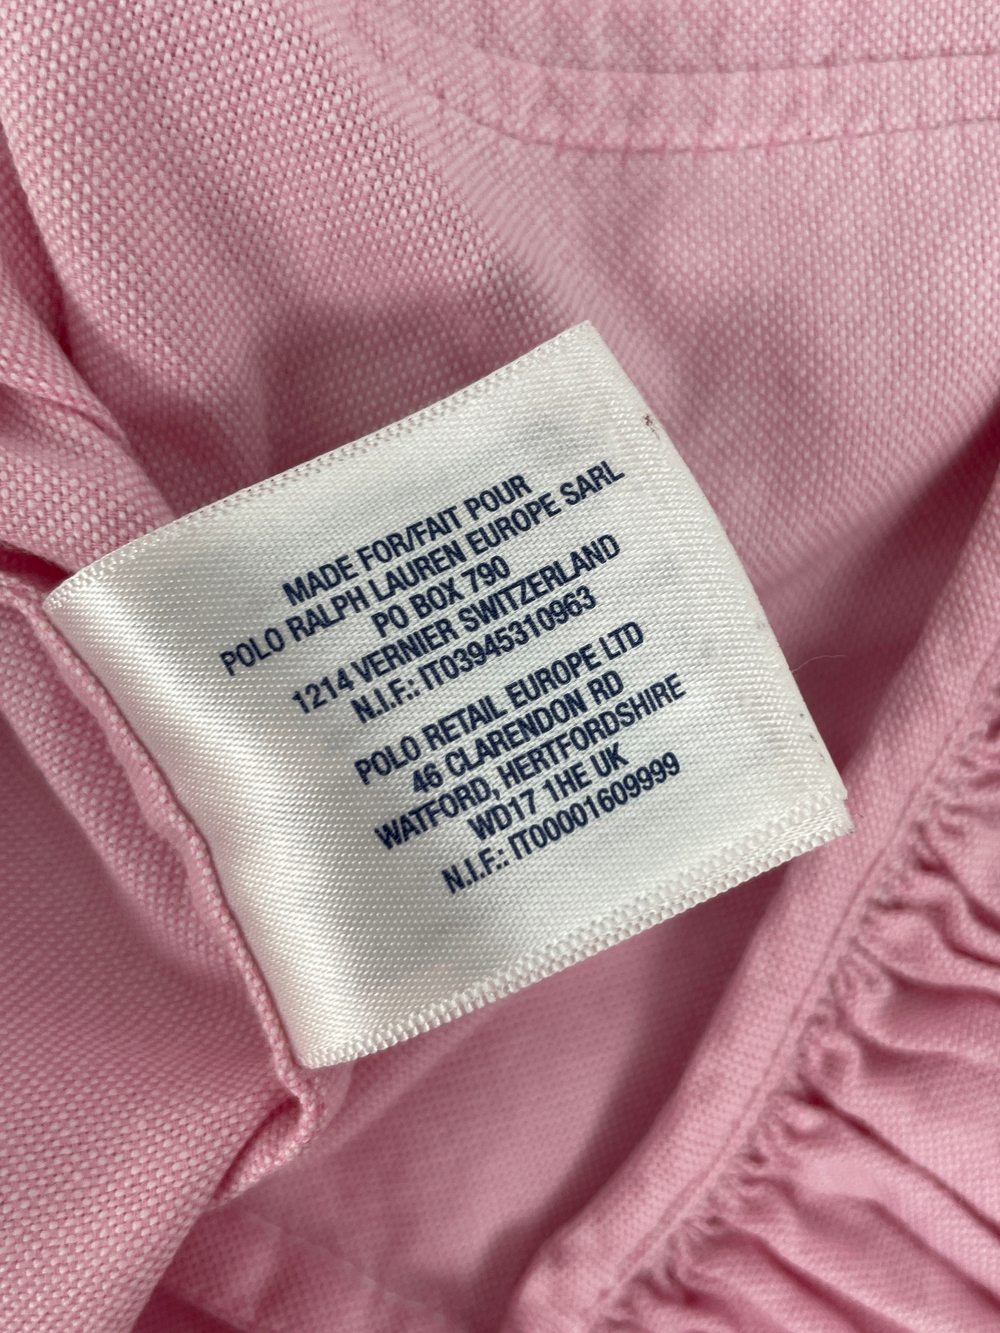 MADE FOR/FAIT POUR
POLO RALPH LAUREN EUROPE SARL
PO BOX 790
1214 VERNIER SWITZERLAND
N.I.F.: IT03945310963
POLO RETAIL EUROPE LTD
46 CLARENDON RD
WATFORD, HERTFORDSHIRE
WD17 1HE UK
N.I.F.: IT00001609999